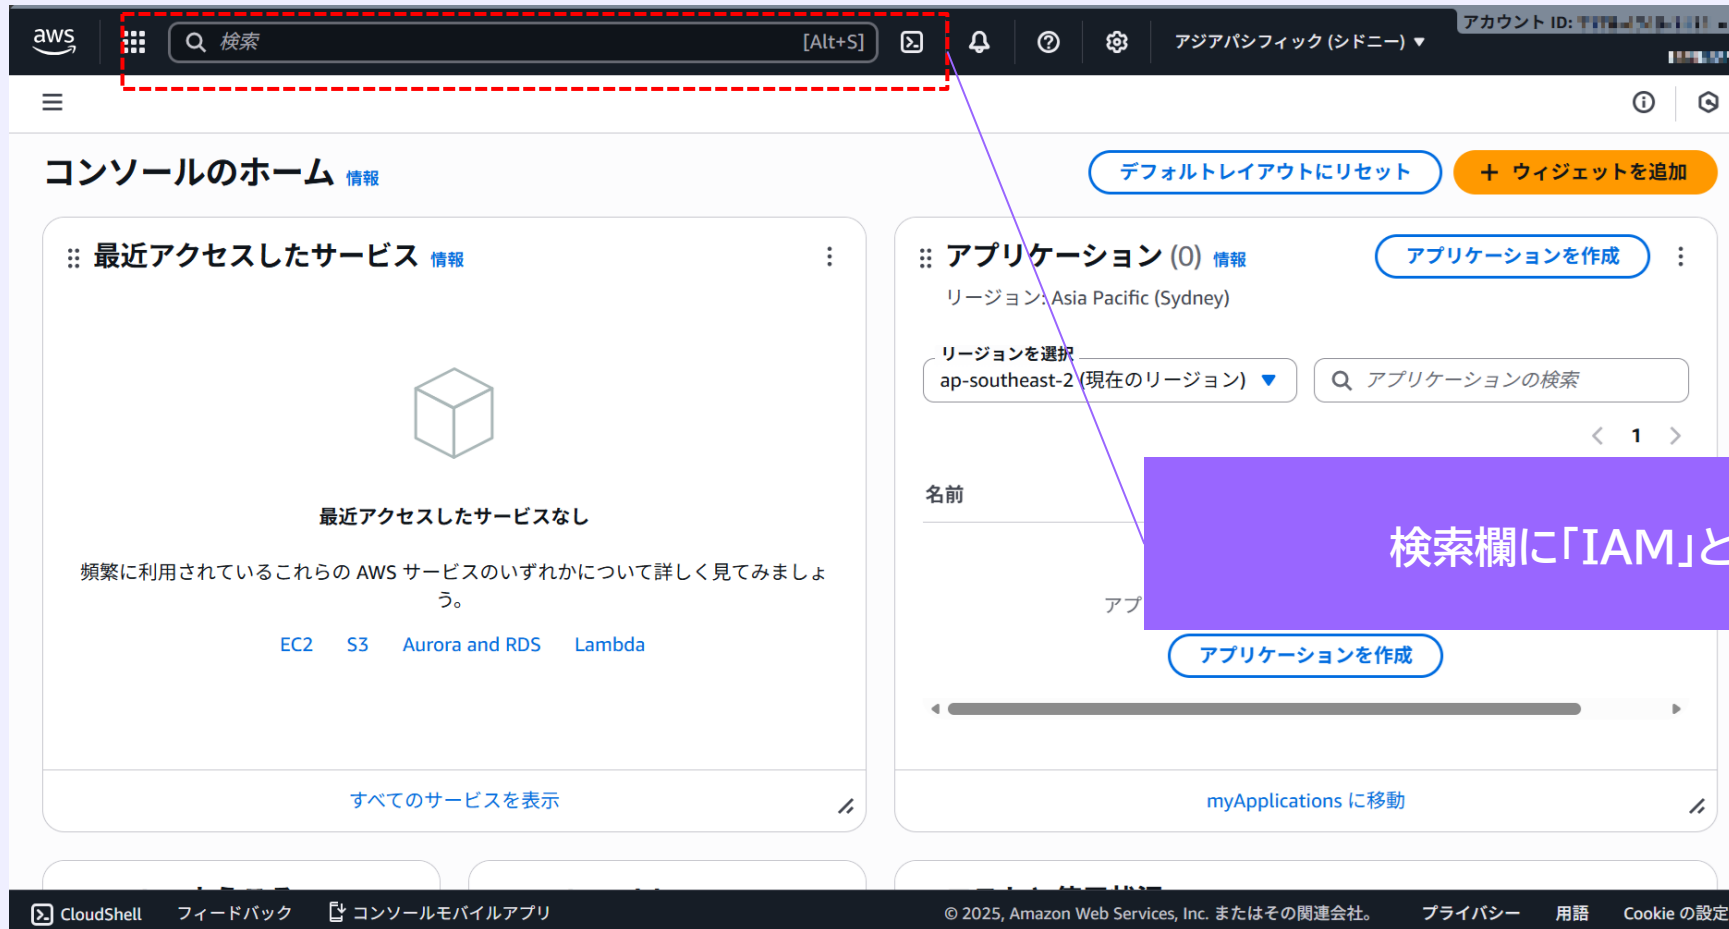 aws
検索
[Alt+S]
アジアパシフィック (シドニー) ▼
アカウント ID:
コンソールのホーム 情報
デフォルトレイアウトにリセット
+ ウィジェットを追加
最近アクセスしたサービス 情報
最近アクセスしたサービスなし
頻繁に利用されているこれらの AWS サービスのいずれかについて詳しく見てみましょ
う。
EC2 S3 Aurora and RDS Lambda
すべてのサービスを表示
アプリケーション (0) 情報
アプリケーションを作成
リージョン: Asia Pacific (Sydney)
リージョンを選択
ap-southeast-2 (現在のリージョン)
アプリケーションの検索
1
名前
検索欄に「IAM」と
アプ
アプリケーションを作成
myApplications に移動
CloudShell
フィードバック
コンソールモバイルアプリ
© 2025, Amazon Web Services, Inc. またはその関連会社。
プライバシー
用語
Cookie の設定